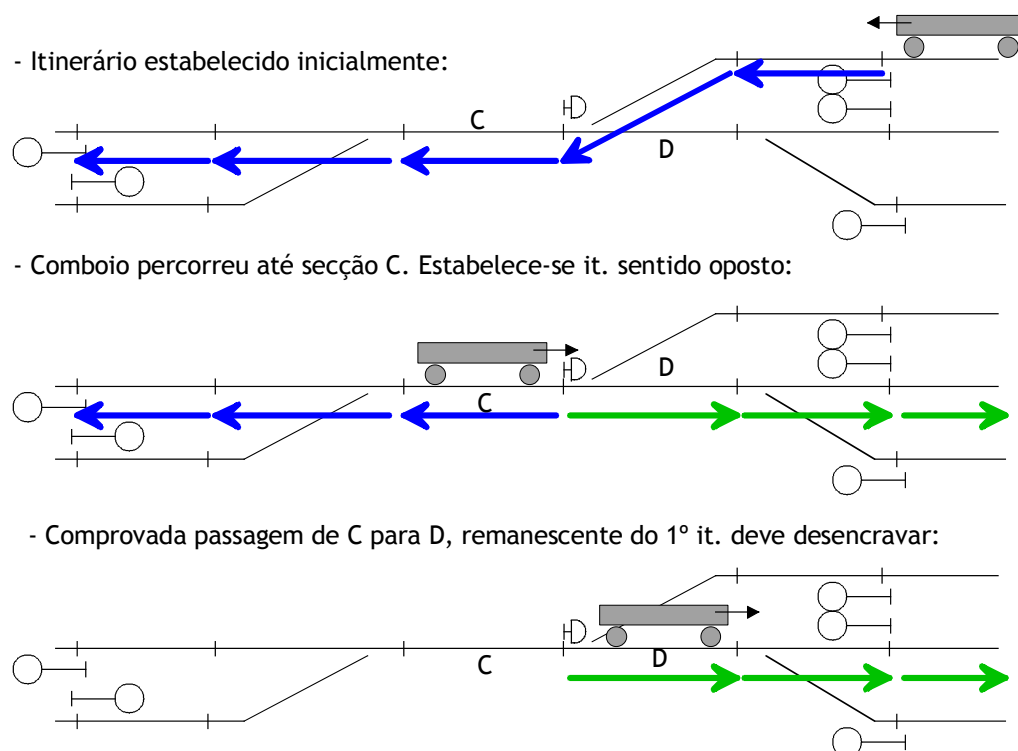 - Itinerário estabelecido inicialmente:
C
D
- Comboio percorreu até secção C. Estabelece-se it. sentido oposto:
D
C
- Comprovada passagem de C para D, remanescente do 1º it. deve desencravar:
C
D